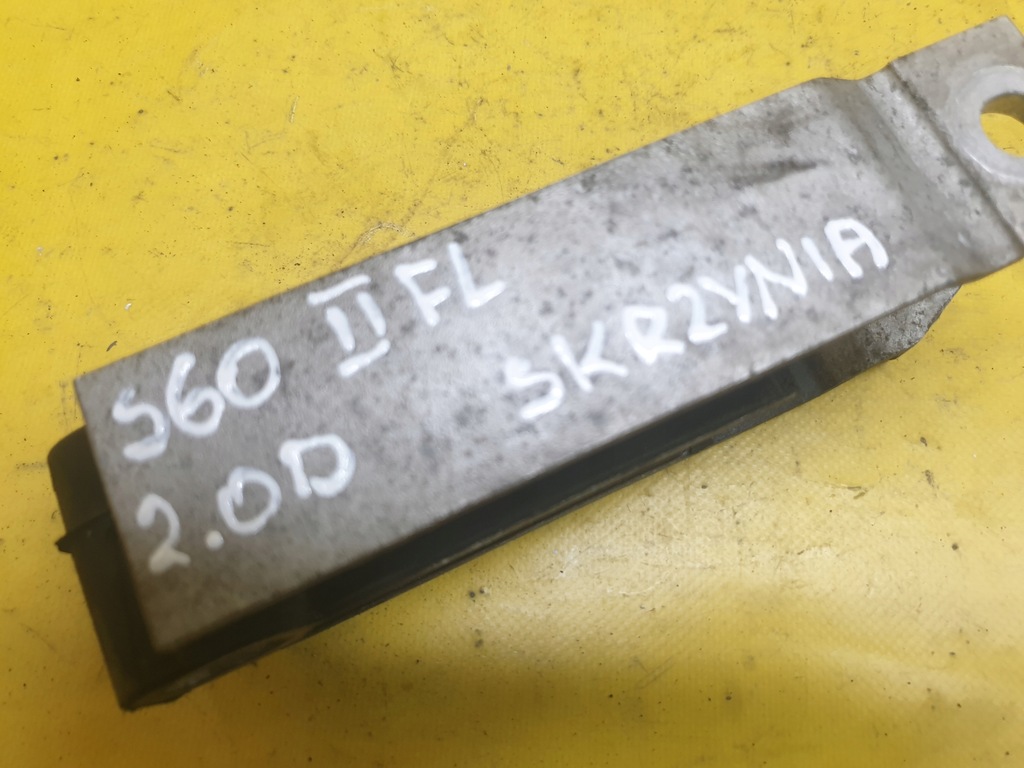 S60 II FL
SKRZYNIA
2.0D